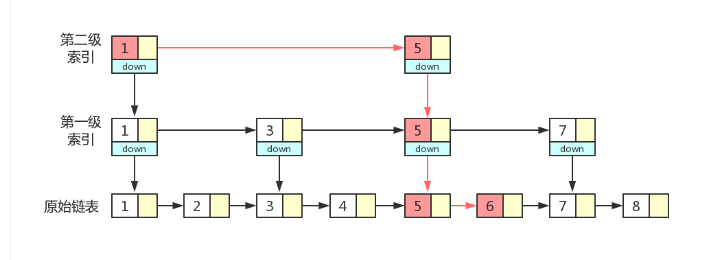 第二级
索引
1 5
down down
第一级
索引
1 3 5 7
down down down down
原始链表
1 2 3 4 5 6 7 8